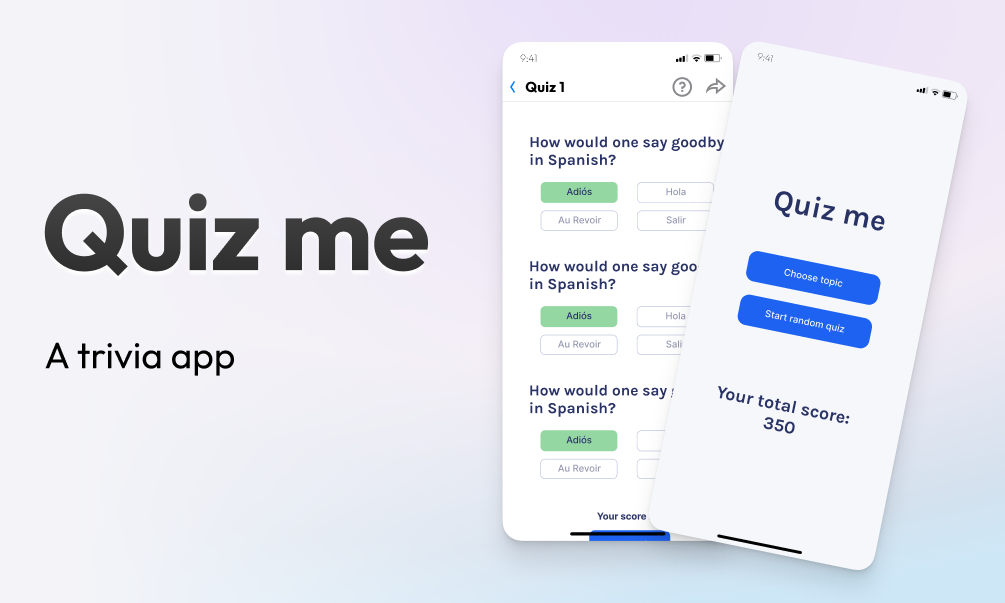 Quiz me
A trivia app
9:41
Quiz 1
?
How would one say goodby
in Spanish?
Adiós Hola
Au Revoir Salir
How would one say goo
in Spanish?
Adiós Hola
Au Revoir Sali
How would one say
in Spanish?
Adiós
Au Revoir
Your score
9:41
Quiz me
Choose topic
Start random quiz
Your total score:
350